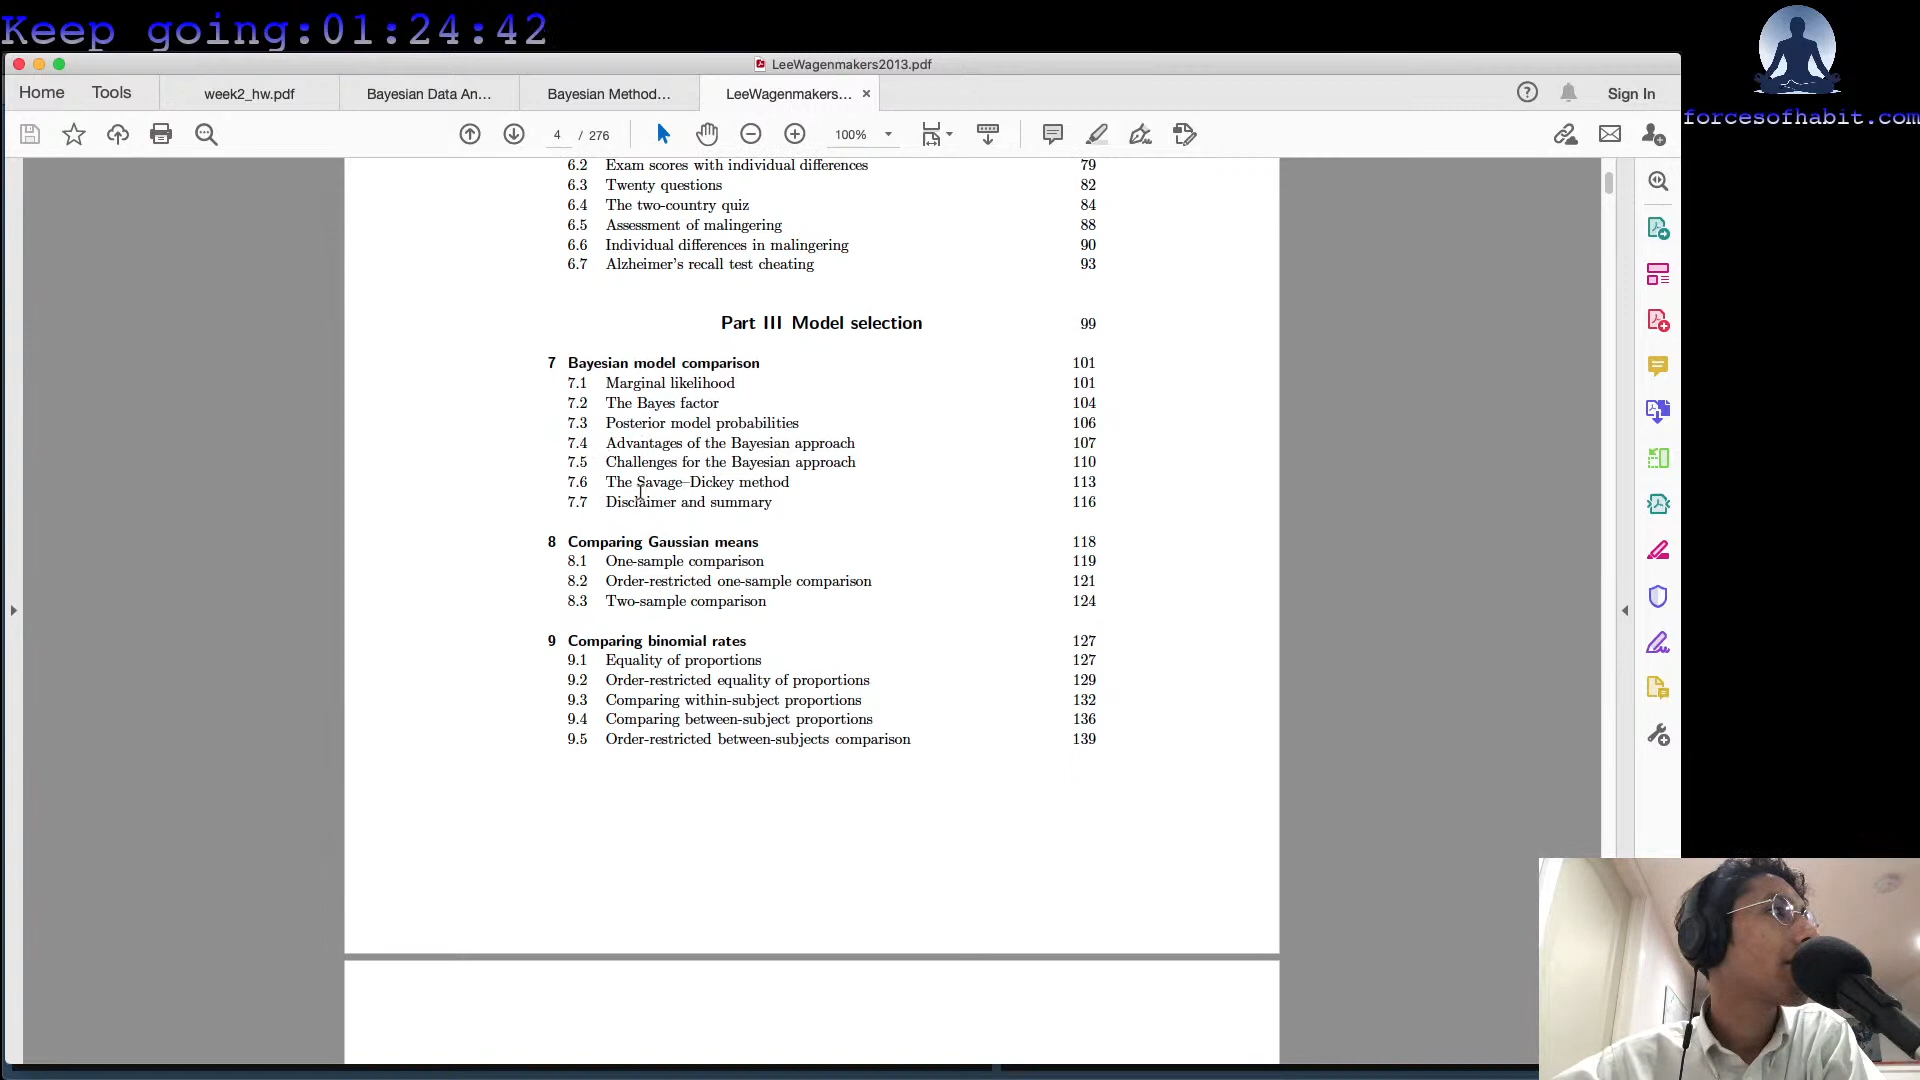 Keep going:01:24:42
LeeWagenmakers2013.pdf
Home Tools week2_hw.pdf Bayesian Data An... Bayesian Method... LeeWagenmakers... × Sign In
forcesofhabit.com
4 / 276 100%
6.2 Exam scores with individual differences 79
6.3 Twenty questions 82
6.4 The two-country quiz 84
6.5 Assessment of malingering 88
6.6 Individual differences in malingering 90
6.7 Alzheimer's recall test cheating 93
Part III Model selection 99
7 Bayesian model comparison 101
7.1 Marginal likelihood 101
7.2 The Bayes factor 104
7.3 Posterior model probabilities 106
7.4 Advantages of the Bayesian approach 107
7.5 Challenges for the Bayesian approach 110
7.6 The Savage–Dickey method 113
7.7 Disclaimer and summary 116
8 Comparing Gaussian means 118
8.1 One-sample comparison 119
8.2 Order-restricted one-sample comparison 121
8.3 Two-sample comparison 124
9 Comparing binomial rates 127
9.1 Equality of proportions 127
9.2 Order-restricted equality of proportions 129
9.3 Comparing within-subject proportions 132
9.4 Comparing between-subject proportions 136
9.5 Order-restricted between-subjects comparison 139